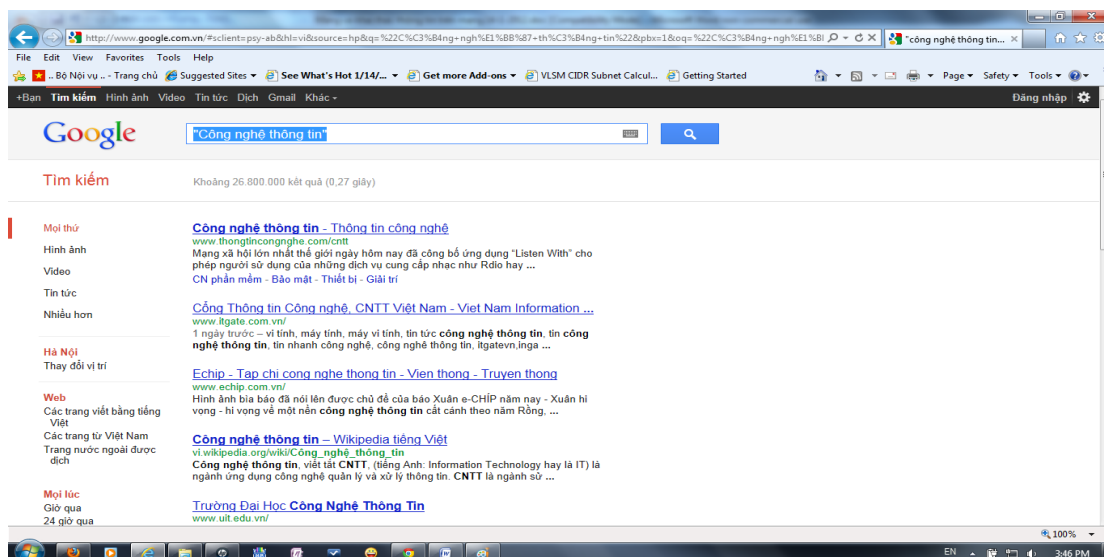 http://www.google.com.vn/#sclient=psy-ab&hl=vi&source=hp&q=%22C%C3%B4ng+ngh%E1%BB%87+th%C3%B4ng+tin%22&pbx=1&oq=%22C%C3%B4ng+ngh%E1%BI
"công nghệ thông tin...
File Edit View Favorites Tools Help
.. Bộ Nội vụ .. - Trang chủ Suggested Sites See What's Hot 1/14/... Get more Add-ons VLSM CIDR Subnet Calcul... Getting Started Page Safety Tools
+Bạn Tìm kiếm Hình ảnh Video Tin tức Dịch Gmail Khác Đăng nhập
Google "Công nghệ thông tin"
Tìm kiếm Khoảng 26.800.000 kết quả (0,27 giây)
Mọi thứ
Hình ảnh
Video
Tin tức
Nhiều hơn
Hà Nội
Thay đổi vị trí
Web
Các trang viết bằng tiếng
Việt
Các trang từ Việt Nam
Trang nước ngoài được
dịch
Mọi lúc
Giờ qua
24 giờ qua
Công nghệ thông tin - Thông tin công nghệ
www.thongtincongnghe.com/cntt
Mạng xã hội lớn nhất thế giới ngày hôm nay đã công bố ứng dụng “Listen With” cho
phép người sử dụng của những dịch vụ cung cấp nhạc như Rdio hay ...
CN phần mềm - Bảo mật - Thiết bị - Giải trí
Cổng Thông tin Công nghệ, CNTT Việt Nam - Viet Nam Information ...
www.itgate.com.vn/
1 ngày trước – vi tính, máy tính, máy vi tính, tin tức công nghệ thông tin, tin công
nghệ thông tin, tin nhanh công nghệ, công nghệ thông tin, itgatevn,inga ...
Echip - Tap chi cong nghe thong tin - Vien thong - Truyen thong
www.echip.com.vn/
Hình ảnh bìa báo đã nói lên được chủ đề của báo Xuân e-CHÍP năm nay - Xuân hi
vọng - hi vọng về một nền công nghệ thông tin cất cánh theo năm Rồng, ...
Công nghệ thông tin – Wikipedia tiếng Việt
vi.wikipedia.org/wiki/Công_nghệ_thông_tin
Công nghệ thông tin, viết tắt CNTT, (tiếng Anh: Information Technology hay là IT) là
ngành ứng dụng công nghệ quản lý và xử lý thông tin. CNTT là ngành sử ...
Trường Đại Học Công Nghệ Thông Tin
www.uit.edu.vn/
100%
EN 3:46 PM